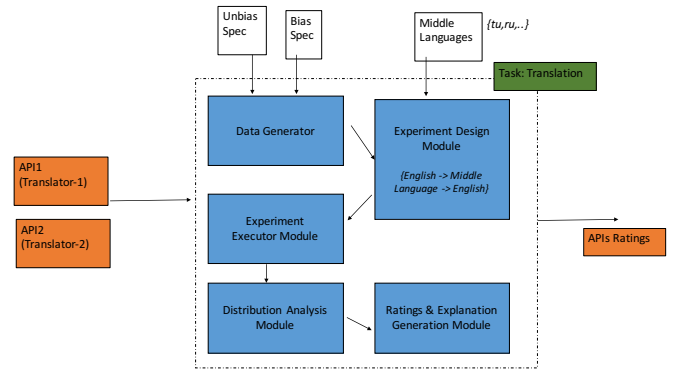 Unbias
Spec
Bias
Spec
Middle
Languages
{tu,ru,..}
Task: Translation
Data Generator
Experiment Design
Module
{English -> Middle
Language -> English}
API1
(Translator-1)
API2
(Translator-2)
Experiment
Executor Module
APIs Ratings
Distribution Analysis
Module
Ratings & Explanation
Generation Module